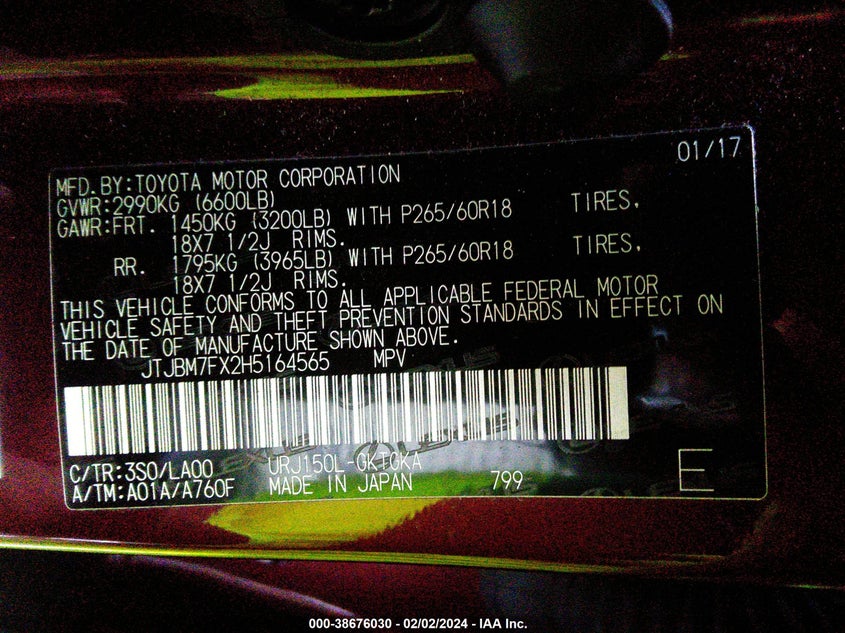 01/17
MFD.BY:TOYOTA MOTOR CORPORATION
GVWR:2990KG (6600LB)
GAWR:FRT. 1450KG (3200LB) WITH P265/60R18 TIRES,
18X7 1/2J RIMS.
RR. 1795KG (3965LB) WITH P265/60R18 TIRES,
18X7 1/2J RIMS.
THIS VEHICLE CONFORMS TO ALL APPLICABLE FEDERAL MOTOR
VEHICLE SAFETY AND THEFT PREVENTION STANDARDS IN EFFECT ON
THE DATE OF MANUFACTURE SHOWN ABOVE.
JTJBM7FX2H5164565 MPV
LEXUS
C/TR:3S0/LA00 URJ150L-GKTGKA
A/TM:A01A/A760F MADE IN JAPAN 799 E
000-38676030 - 02/02/2024 - IAA Inc.